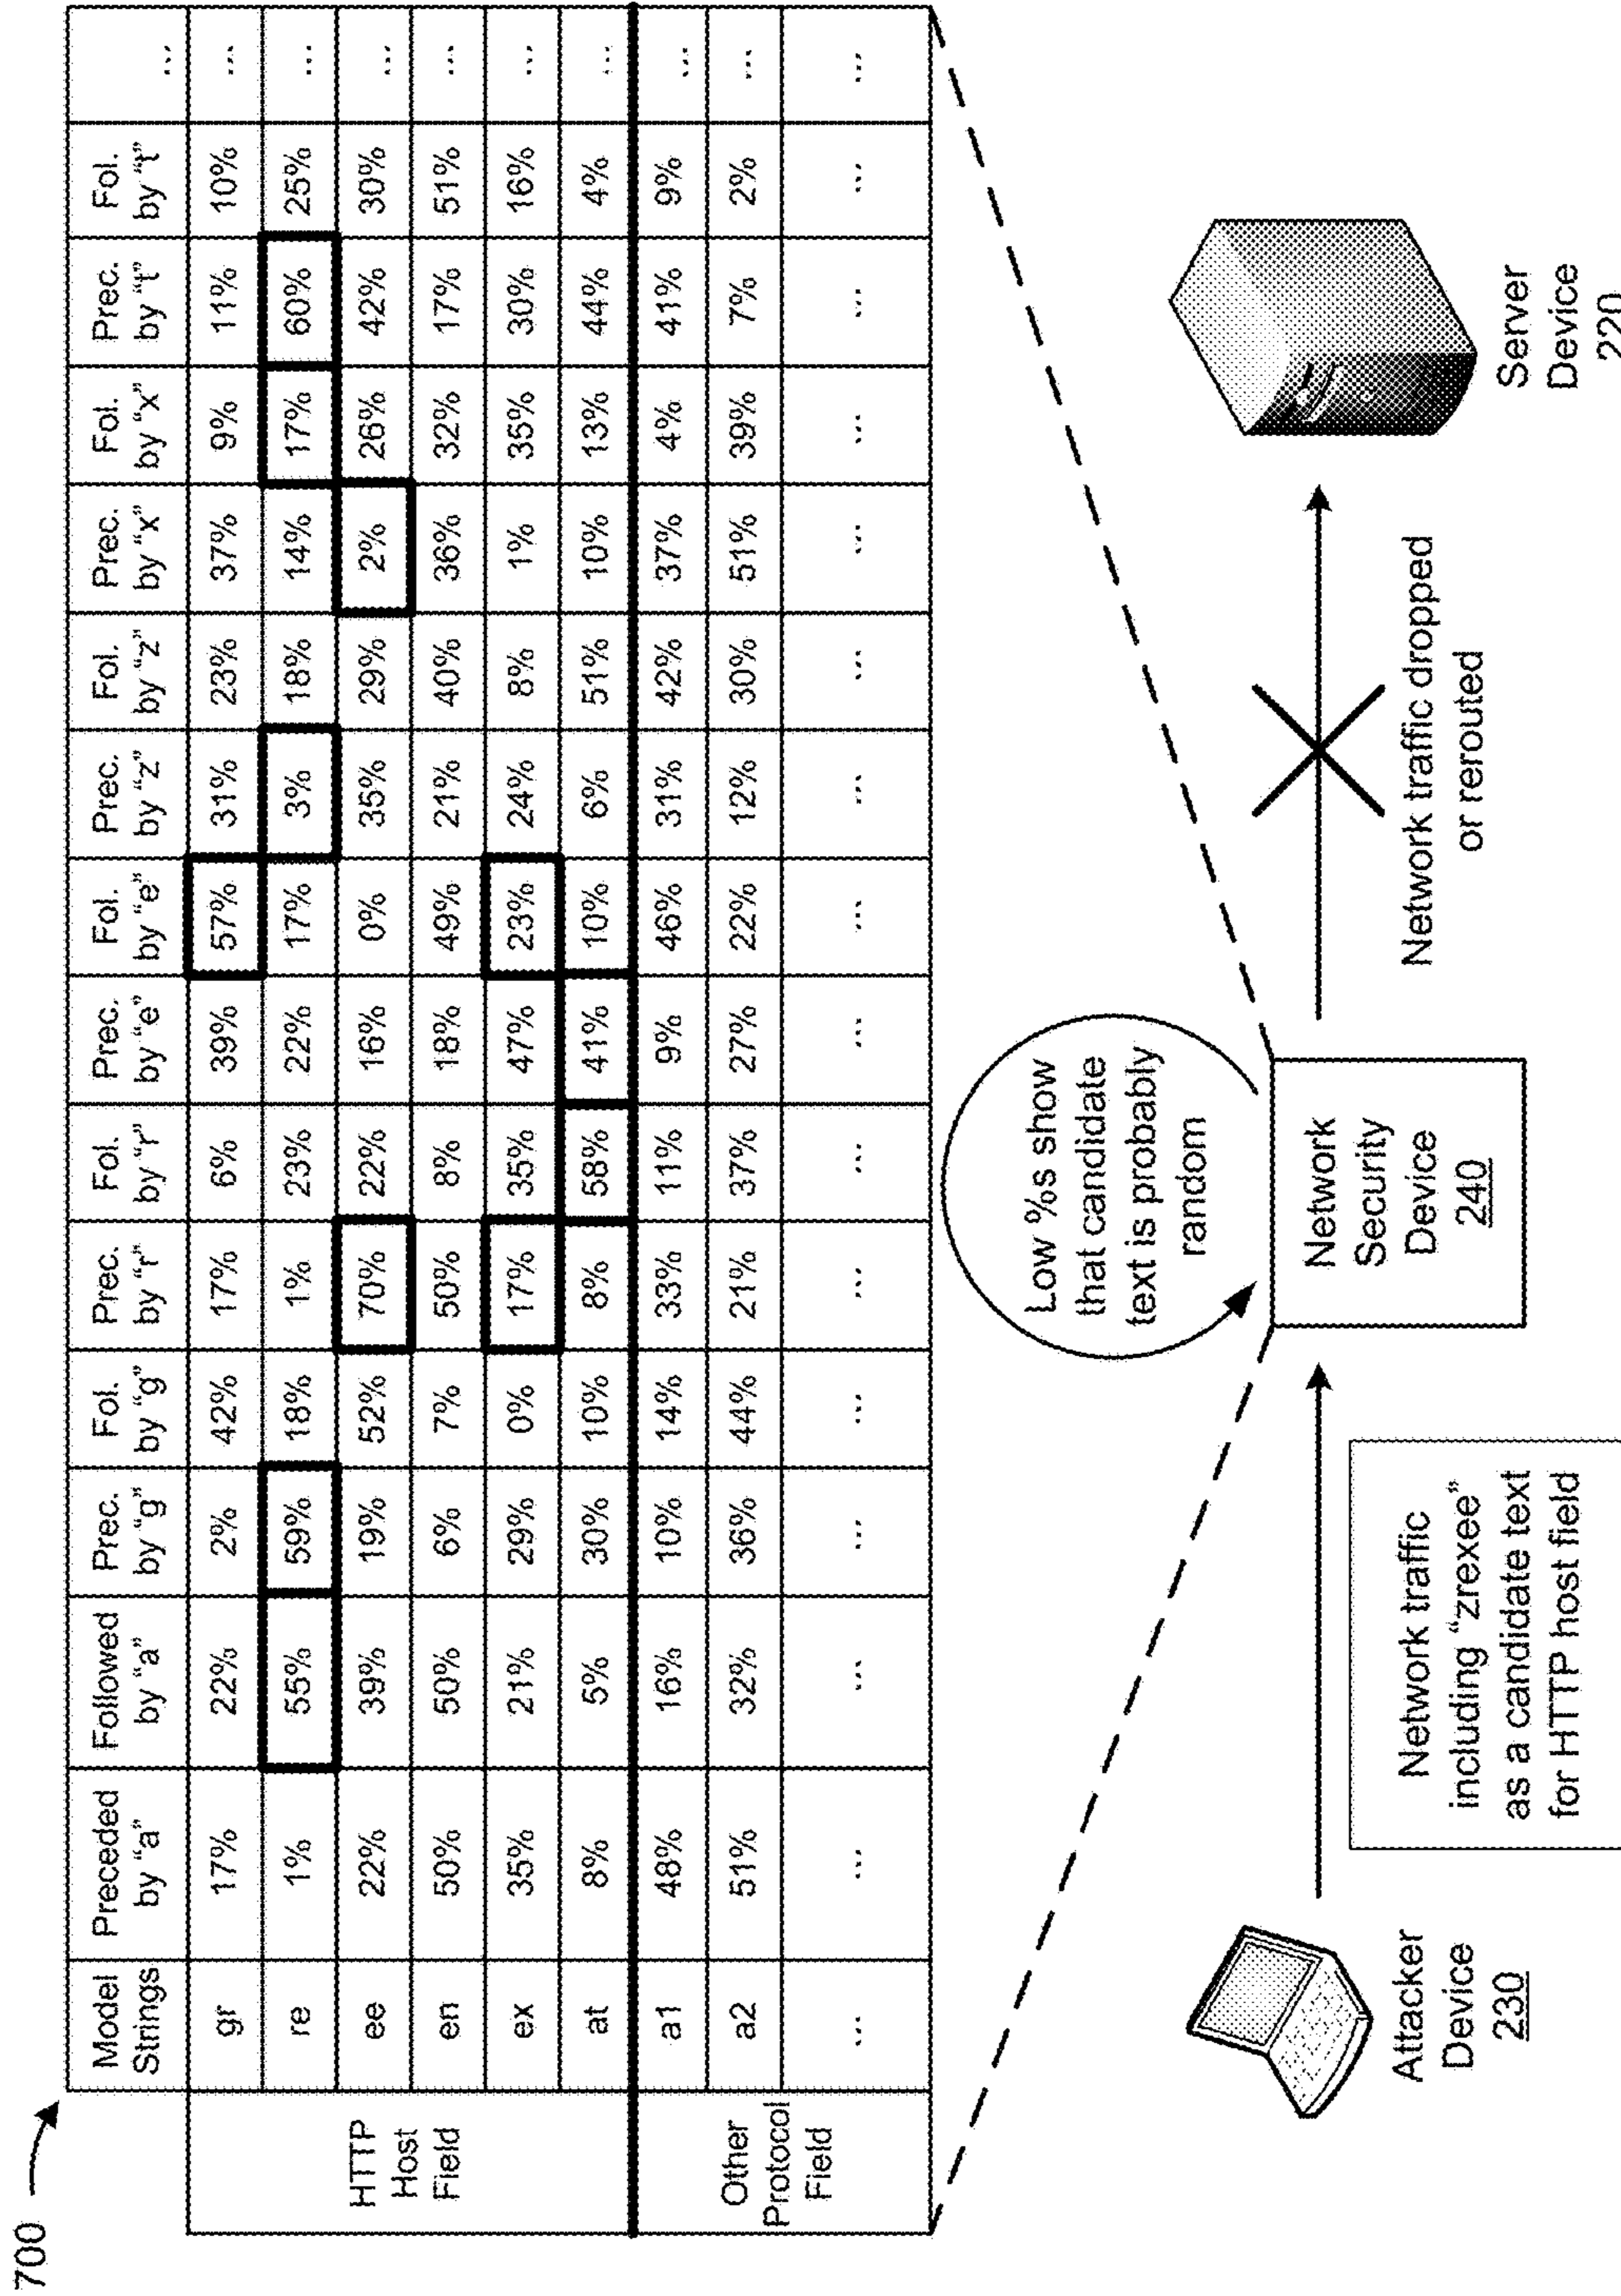 700
Model Strings Preceded by "a" Followed by "a" Prec. by "g" Fol. by "g" Prec. by "r" Fol. by "r" Prec. by "e" Fol. by "e" Prec. by "z" Fol. by "z" Prec. by "x" Fol. by "x" Prec. by "t" Fol. by "t" ...
HTTP
Host
Field
gr 17% 22% 2% 42% 17% 6% 39% 57% 31% 23% 37% 9% 11% 10% ...
re 1% 55% 59% 18% 1% 23% 22% 17% 3% 18% 14% 17% 60% 25% ...
ee 22% 39% 19% 52% 70% 22% 16% 0% 35% 29% 2% 26% 42% 30% ...
en 50% 50% 6% 7% 50% 8% 18% 49% 21% 40% 36% 32% 17% 51% ...
ex 35% 21% 29% 0% 17% 35% 47% 23% 24% 8% 1% 35% 30% 16% ...
at 8% 5% 30% 10% 8% 58% 41% 10% 6% 51% 10% 13% 44% 4% ...
Other
Protocol
Field
a1 48% 16% 10% 14% 33% 11% 9% 46% 31% 42% 37% 4% 41% 9% ...
a2 51% 32% 36% 44% 21% 37% 27% 22% 12% 30% 51% 39% 7% 2% ...
... ... ... ... ... ... ... ... ... ... ... ... ... ... ... ...
Low %s show
that candidate
text is probably
random
Attacker
Device
230
Network traffic
including "zrexee"
as a candidate text
for HTTP host field
Network
Security
Device
240
Network traffic dropped
or rerouted
Server
Device
220